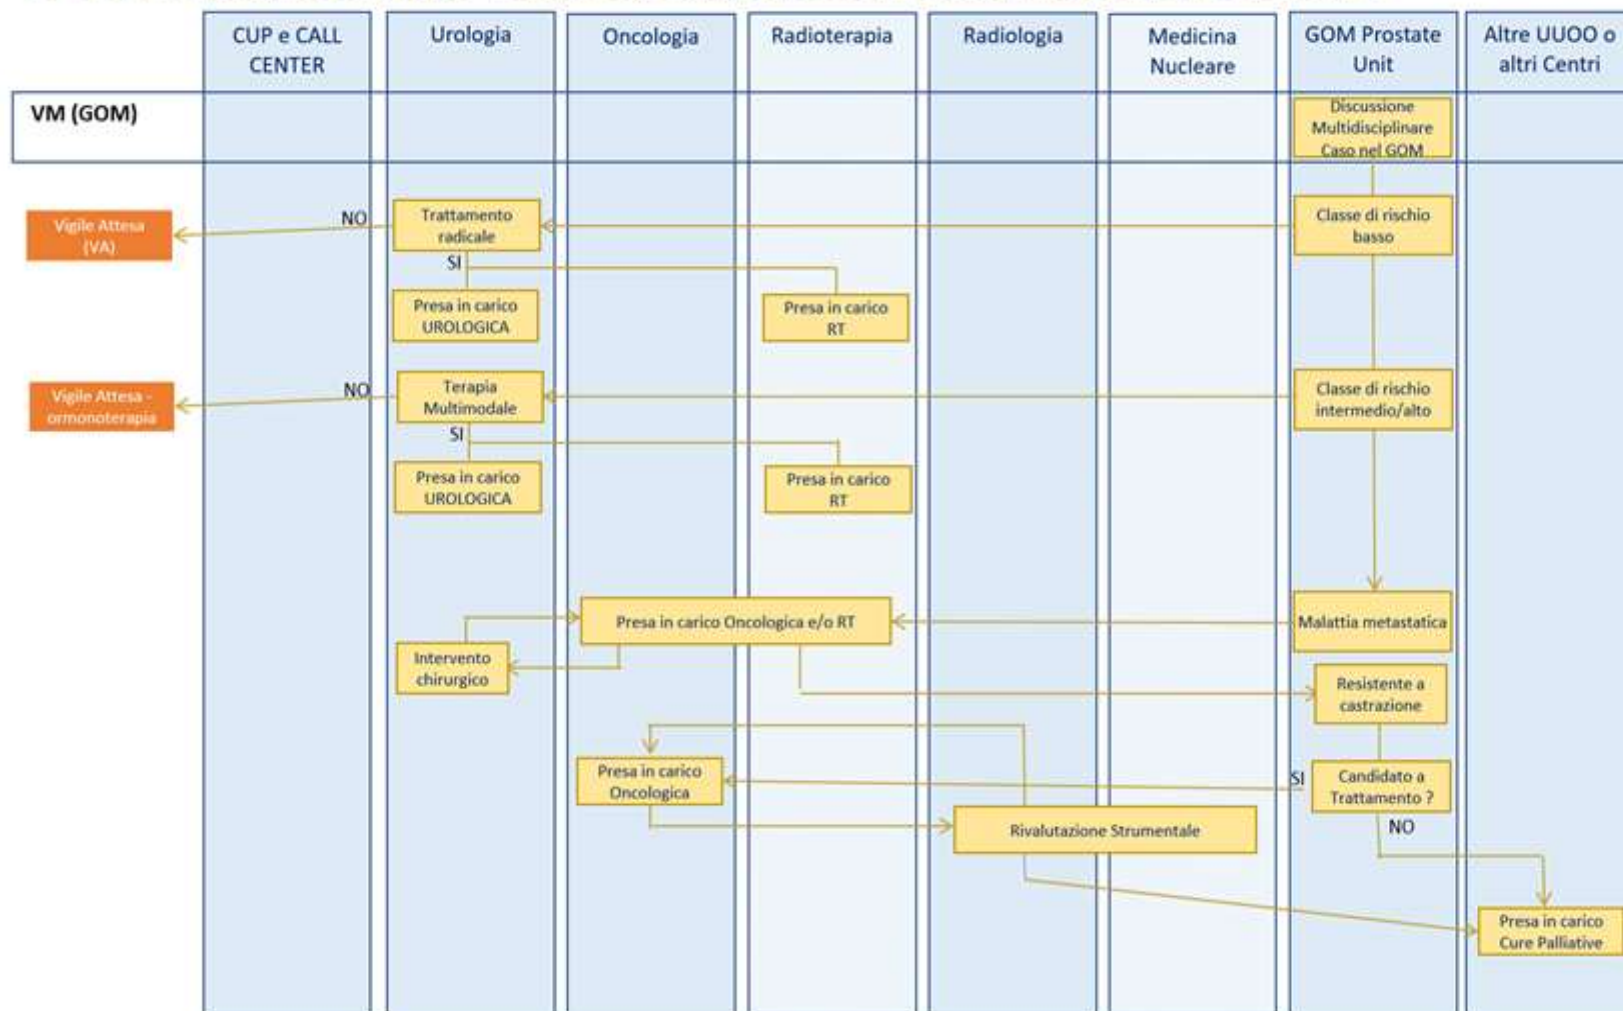 CUP e CALL
CENTER
Urologia
Oncologia
Radioterapia
Radiologia
Medicina
Nucleare
GOM Prostate
Unit
Altre UUOO o
altri Centri
VM (GOM)
Discussione
Multidisciplinare
Caso nel GOM
Vigile Attesa
(VA)
NO
Trattamento
radicale
Classe di rischio
basso
SI
Presa in carico
UROLOGICA
Presa in carico
RT
Vigile Attesa -
ormonoterapia
NO
Terapia
Multimodale
Classe di rischio
intermedio/alto
SI
Presa in carico
UROLOGICA
Presa in carico
RT
Presa in carico Oncologica e/o RT
Malattia metastatica
Intervento
chirurgico
Resistente a
castrazione
Presa in carico
Oncologica
SI
Candidato a
Trattamento ?
Rivalutazione Strumentale
NO
Presa in carico
Cure Palliative